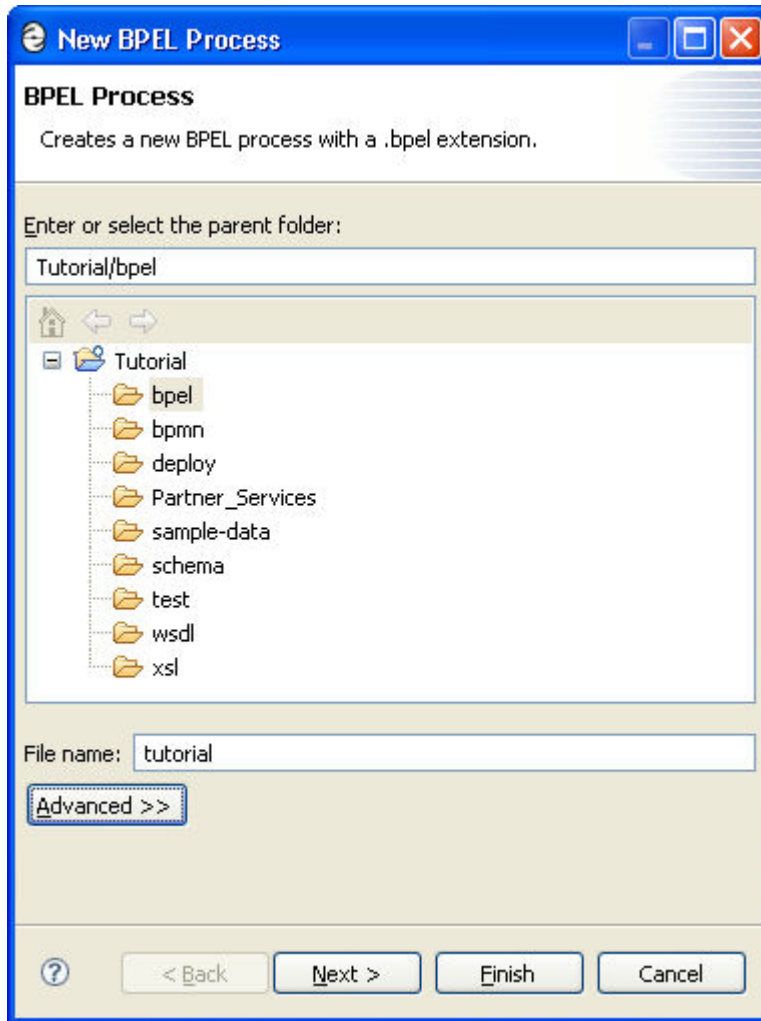 New BPEL Process
BPEL Process
Creates a new BPEL process with a .bpel extension.
Enter or select the parent folder:
Tutorial/bpel
Tutorial
bpel
bpmn
deploy
Partner_Services
sample-data
schema
test
wsdl
xsl
File name: tutorial
Advanced >>
? < Back Next > Finish Cancel